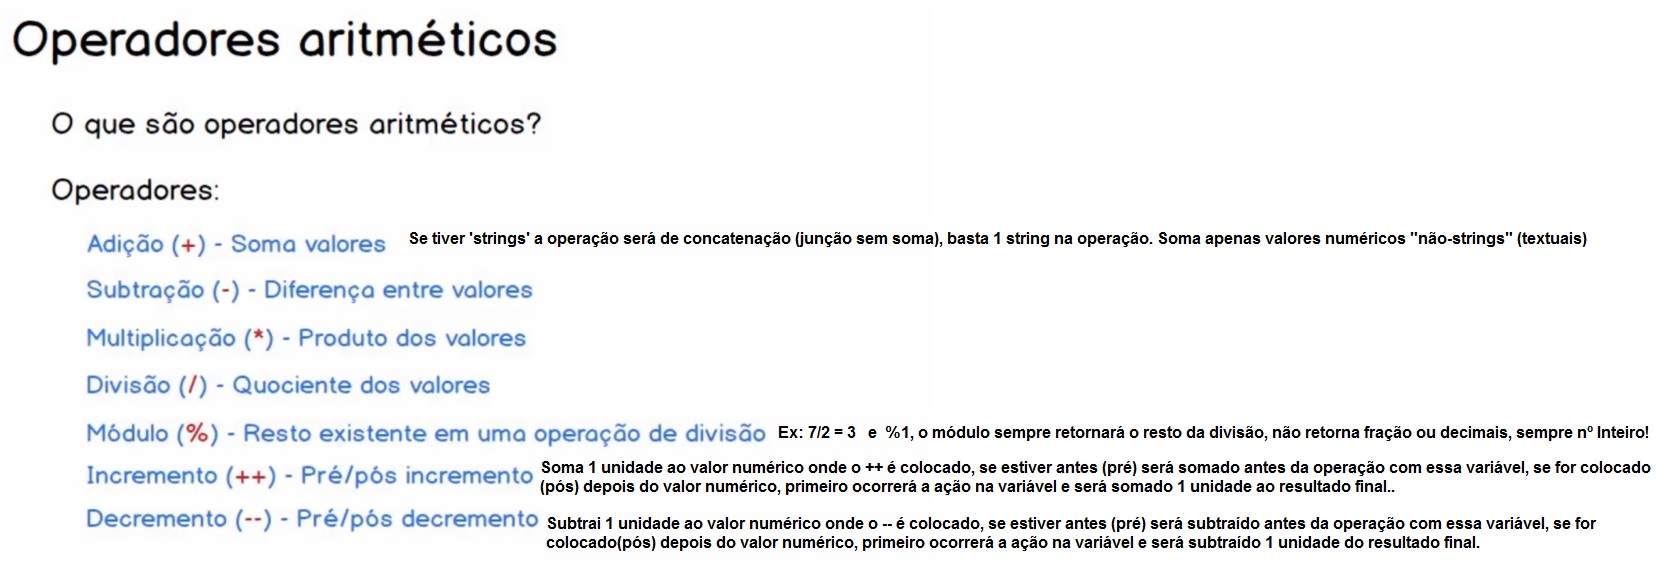 Operadores aritméticos
O que são operadores aritméticos?
Operadores:
Adição (+) - Soma valores Se tiver 'strings' a operação será de concatenação (junção sem soma), basta 1 string na operação. Soma apenas valores numéricos "não-strings" (textuais)
Subtração (-) - Diferença entre valores
Multiplicação (*) - Produto dos valores
Divisão (/) - Quociente dos valores
Módulo (%) - Resto existente em uma operação de divisão Ex: 7/2 = 3 e %1, o módulo sempre retornará o resto da divisão, não retorna fração ou decimais, sempre nº Inteiro!
Incremento (++) - Pré/pós incremento Soma 1 unidade ao valor numérico onde o ++ é colocado, se estiver antes (pré) será somado antes da operação com essa variável, se for colocado
(pós) depois do valor numérico, primeiro ocorrerá a ação na variável e será somado 1 unidade ao resultado final..
Decremento (--) - Pré/pós decremento Subtrai 1 unidade ao valor numérico onde o -- é colocado, se estiver antes (pré) será subtraído antes da operação com essa variável, se for
colocado(pós) depois do valor numérico, primeiro ocorrerá a ação na variável e será subtraído 1 unidade do resultado final.